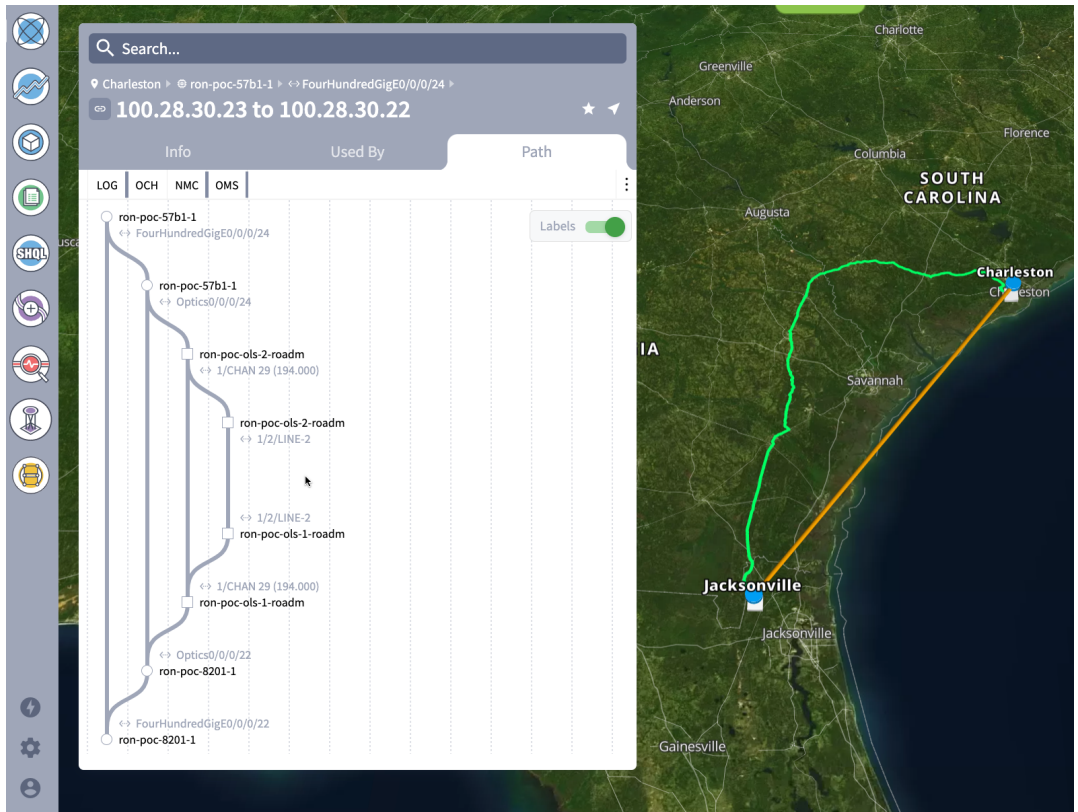 Search...
Charleston ron-poc-57b1-1 FourHundredGigE0/0/0/24
100.28.30.23 to 100.28.30.22
Info Used By Path
LOG OCH NMC OMS
Labels
ron-poc-57b1-1
FourHundredGigE0/0/0/24
ron-poc-57b1-1
Optics0/0/0/24
ron-poc-ols-2-roadm
1/CHAN 29 (194.000)
ron-poc-ols-2-roadm
1/2/LINE-2
1/2/LINE-2
ron-poc-ols-1-roadm
1/CHAN 29 (194.000)
ron-poc-ols-1-roadm
Optics0/0/0/22
ron-poc-8201-1
FourHundredGigE0/0/0/22
ron-poc-8201-1
SHQL
Charlotte
Greenville
Anderson
Florence
Columbia
SOUTH
CAROLINA
Augusta
Charleston
Savannah
IA
Jacksonville
Jacksonville
Gainesville